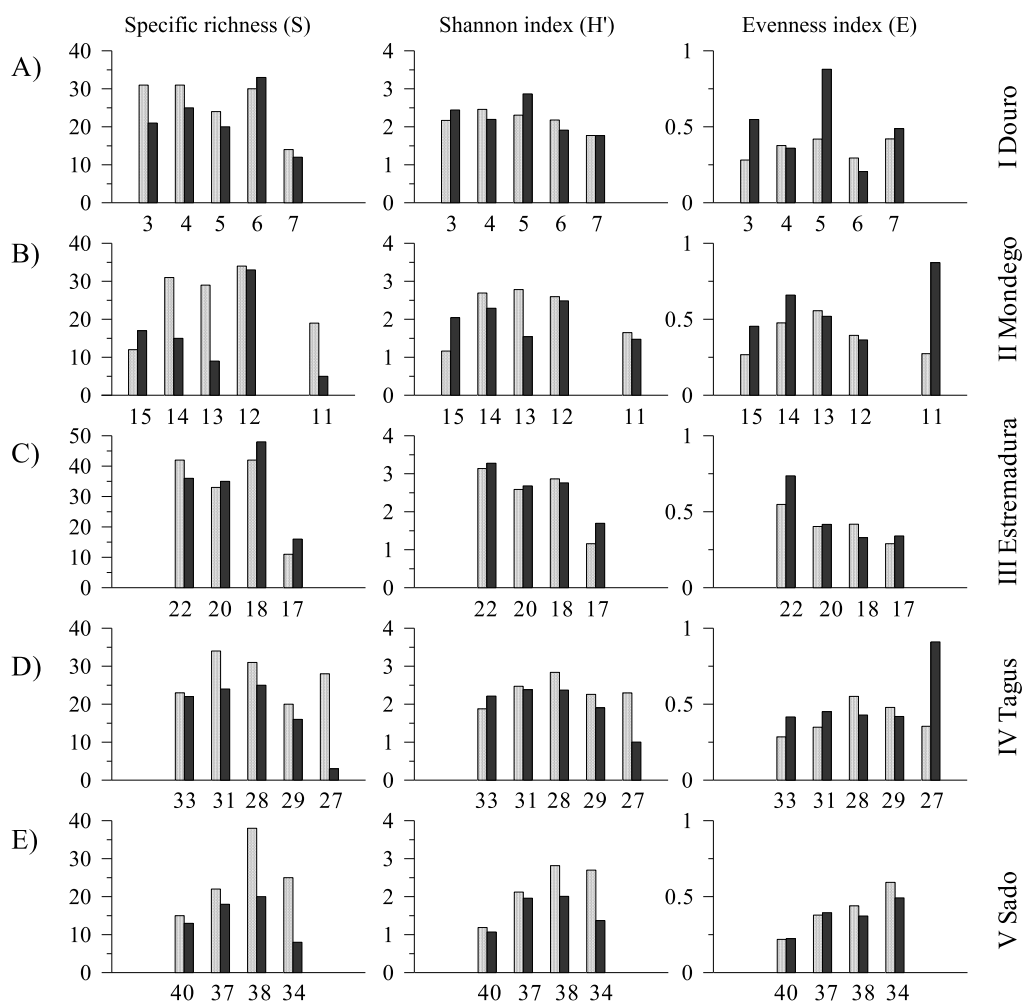 Specific richness (S) Shannon index (H') Evenness index (E)
A)
40 30 20 10 0
3 4 5 6 7
4 3 2 1 0
3 4 5 6 7
1 0.5 0
3 4 5 6 7
I Douro
B)
40 30 20 10 0
15 14 13 12 11
4 3 2 1 0
15 14 13 12 11
1 0.5 0
15 14 13 12 11
II Mondego
C)
50 40 30 20 10 0
22 20 18 17
4 3 2 1 0
22 20 18 17
1 0.5 0
22 20 18 17
III Estremadura
D)
40 30 20 10 0
33 31 28 29 27
4 3 2 1 0
33 31 28 29 27
1 0.5 0
33 31 28 29 27
IV Tagus
E)
40 30 20 10 0
40 37 38 34
4 3 2 1 0
40 37 38 34
1 0.5 0
40 37 38 34
V Sado